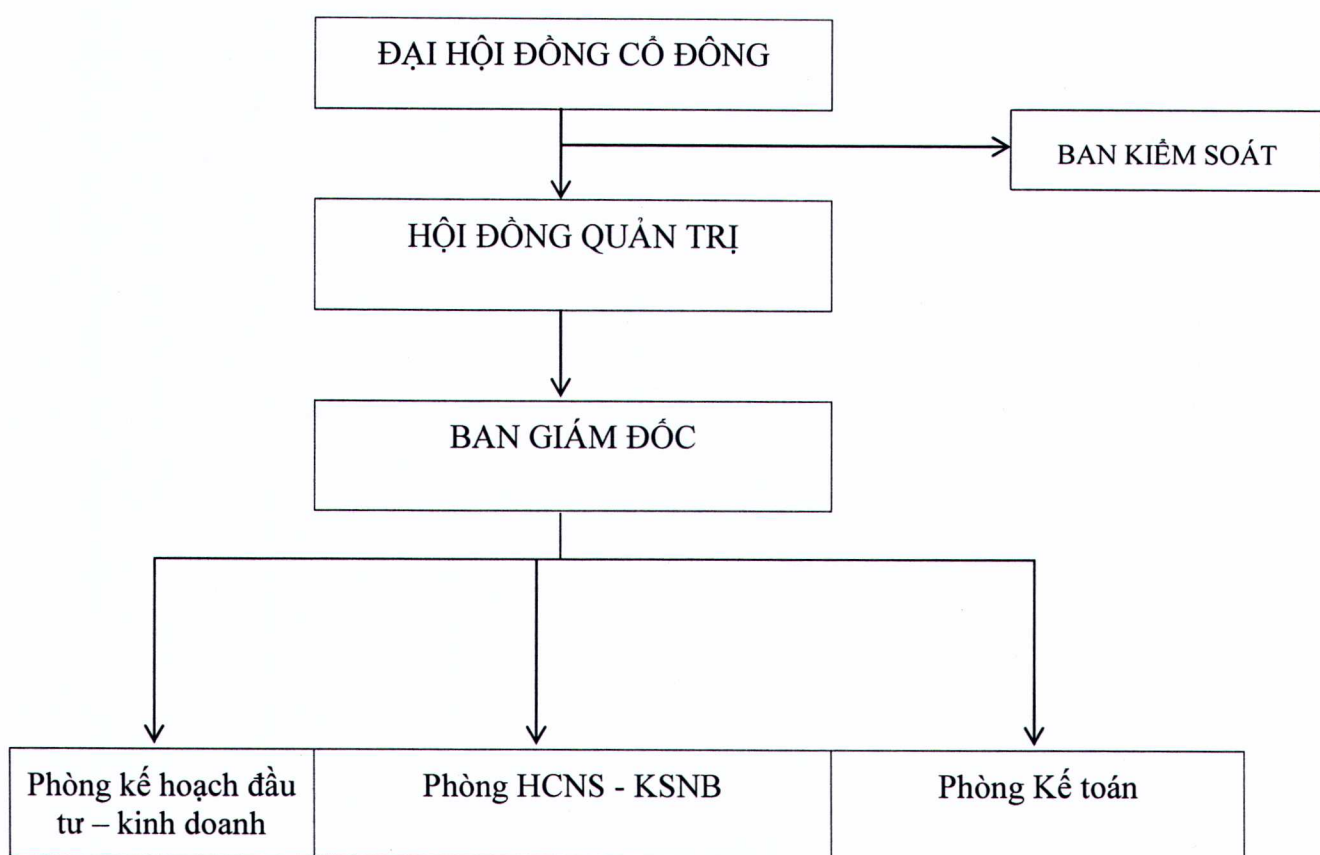 ĐẠI HỘI ĐỒNG CỔ ĐÔNG
BAN KIỂM SOÁT
HỘI ĐỒNG QUẢN TRỊ
BAN GIÁM ĐỐC
Phòng kế hoạch đầu
tư – kinh doanh
Phòng HCNS - KSNB
Phòng Kế toán